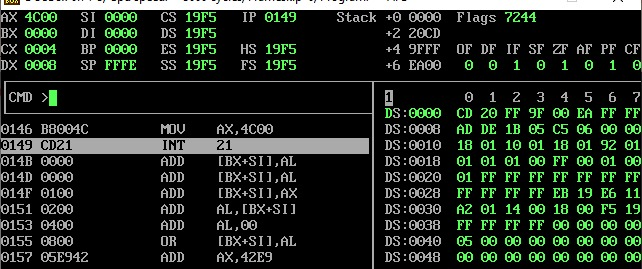 AX 4C00 SI 0000 CS 19F5 IP 0149 Stack +0 0000 Flags 7244
BX 0000 DI 0000 DS 19F5 +2 20CD
CX 0004 BP 0000 ES 19F5 HS 19F5 +4 9FFF OF DF IF SF ZF AF PF CF
DX 0008 SP FFFE SS 19F5 FS 19F5 +6 EA00 0 0 1 0 1 0 1 0
CMD > 1 0 1 2 3 4 5 6 7
DS:0000 CD 20 FF 9F 00 EA FF FF
0146 B8004C MOV AX,4C00 DS:0008 AD DE 1B 05 C5 06 00 00
0149 CD21 INT 21 DS:0010 18 01 10 01 18 01 92 01
014B 0000 ADD [BX+SI],AL DS:0018 01 01 01 00 FF 00 01 00
014D 0000 ADD [BX+SI],AL DS:0020 01 FF FF FF FF FF FF FF
014F 0100 ADD [BX+SI],AX DS:0028 FF FF FF FF EB 19 E6 11
0151 0200 ADD AL,[BX+SI] DS:0030 A2 01 14 00 18 00 F5 19
0153 0400 ADD AL,00 DS:0038 FF FF FF FF 00 00 00 00
0155 0800 OR [BX+SI],AL DS:0040 05 00 00 00 00 00 00 00
0157 05E942 ADD AX,42E9 DS:0048 00 00 00 00 00 00 00 00